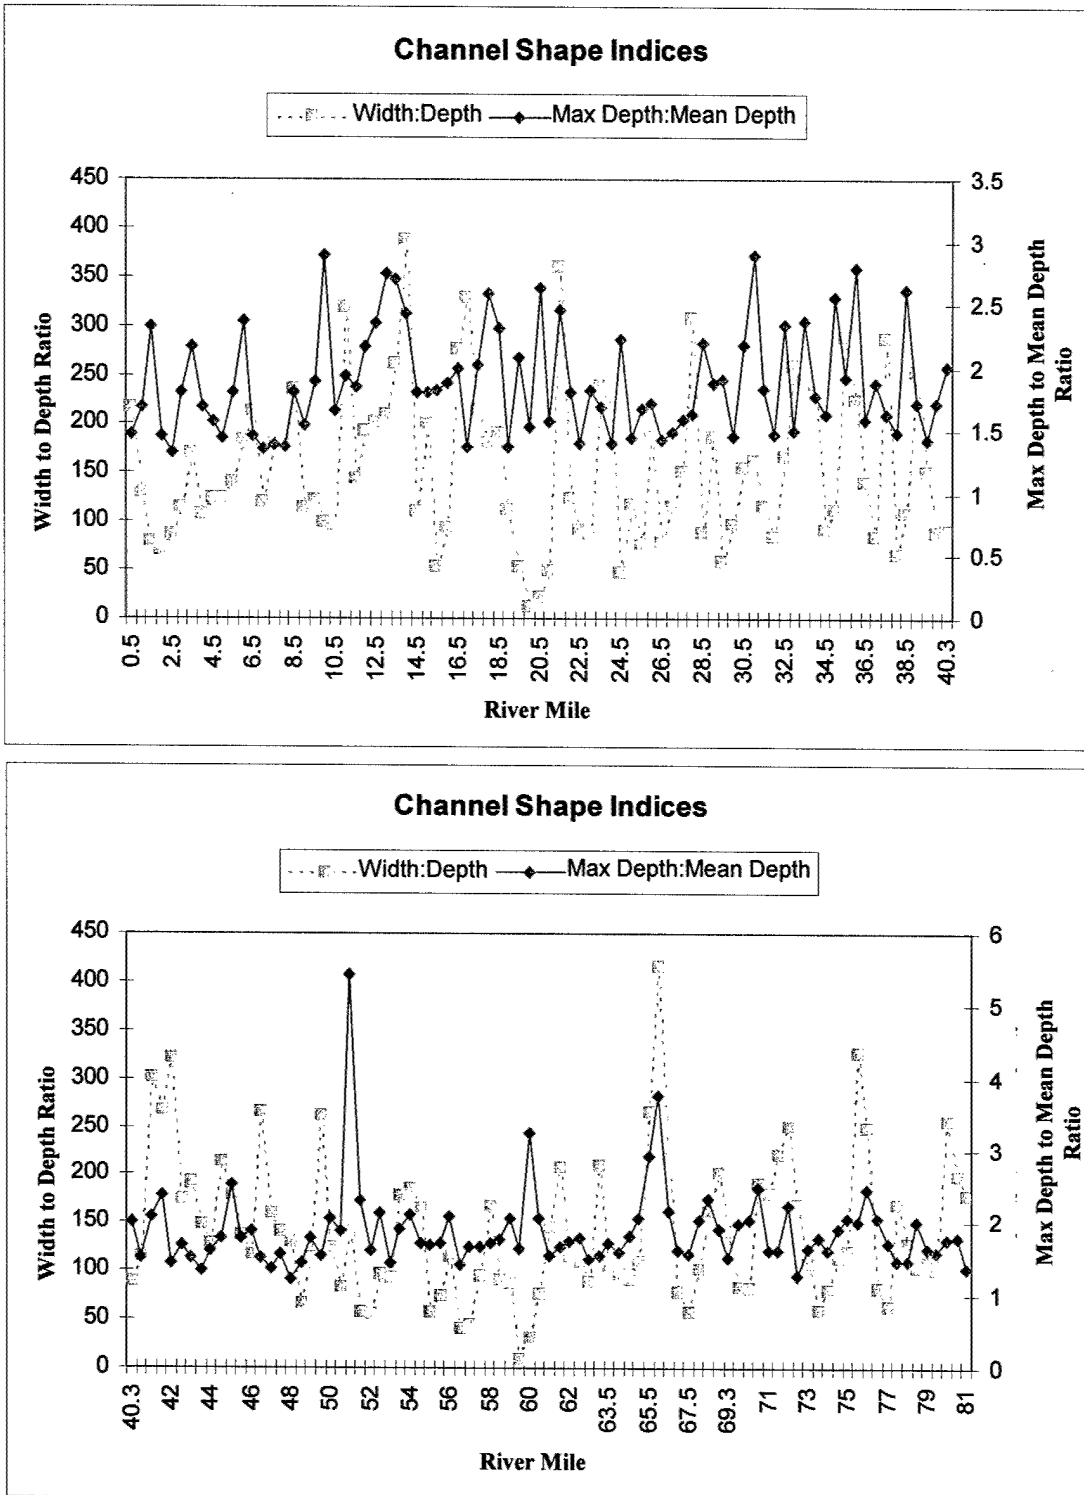 Channel Shape Indices
Width:Depth Max Depth:Mean Depth
Width to Depth Ratio
450
400
350
300
250
200
150
100
50
0
3.5
3
2.5
2
1.5
1
0.5
0
Max Depth to Mean Depth
Ratio
0.5 2.5 4.5 6.5 8.5 10.5 12.5 14.5 16.5 18.5 20.5 22.5 24.5 26.5 28.5 30.5 32.5 34.5 36.5 38.5 40.3
River Mile
Channel Shape Indices
Width:Depth Max Depth:Mean Depth
Width to Depth Ratio
450
400
350
300
250
200
150
100
50
0
6
5
4
3
2
1
0
Max Depth to Mean Depth
Ratio
40.3 42 44 46 48 50 52 54 56 58 60 62 63.5 65.5 67.5 69.3 71 73 75 77 79 81
River Mile